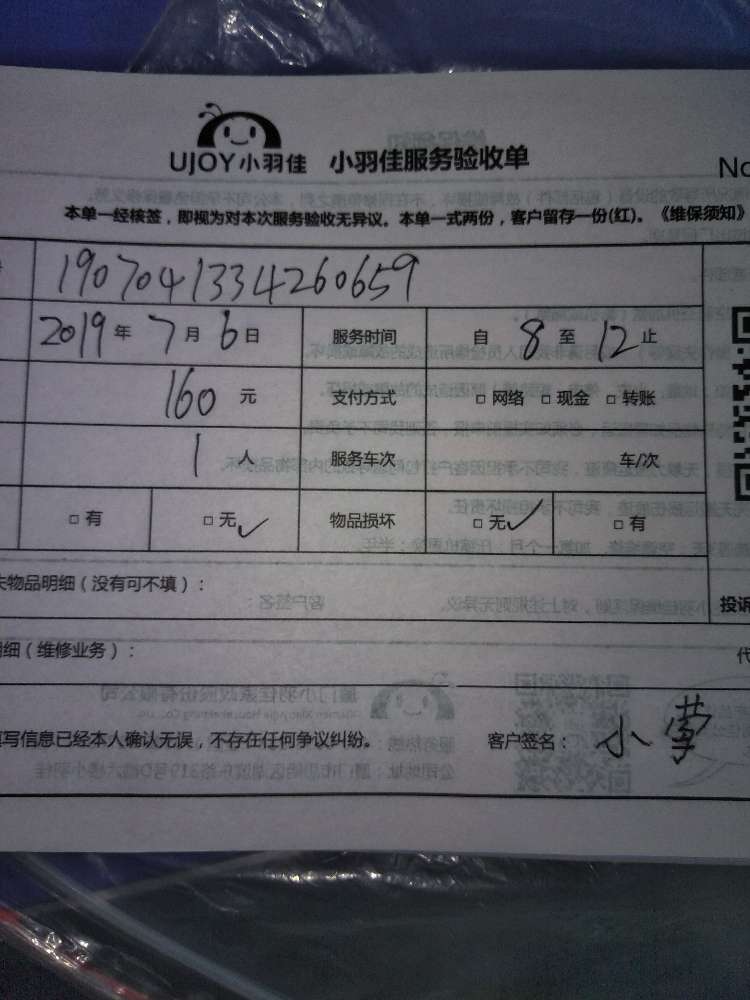 UJOY小羽佳 小羽佳服务验收单
No
本单一经核签，即视为对本次服务验收无异议。本单一式两份，客户留存一份(红)。《维保须知》
1907041334260659
2019年7月6日 服务时间 自8至12止
160元 支付方式 □网络 □现金 □转账
1人 服务车次 车/次
□有 □无✓ 物品损坏 □无✓ □有
失物品明细（没有可不填）：
投诉
明细（维修业务）：
代
填写信息已经本人确认无误，不存在任何争议纠纷。 客户签名：小